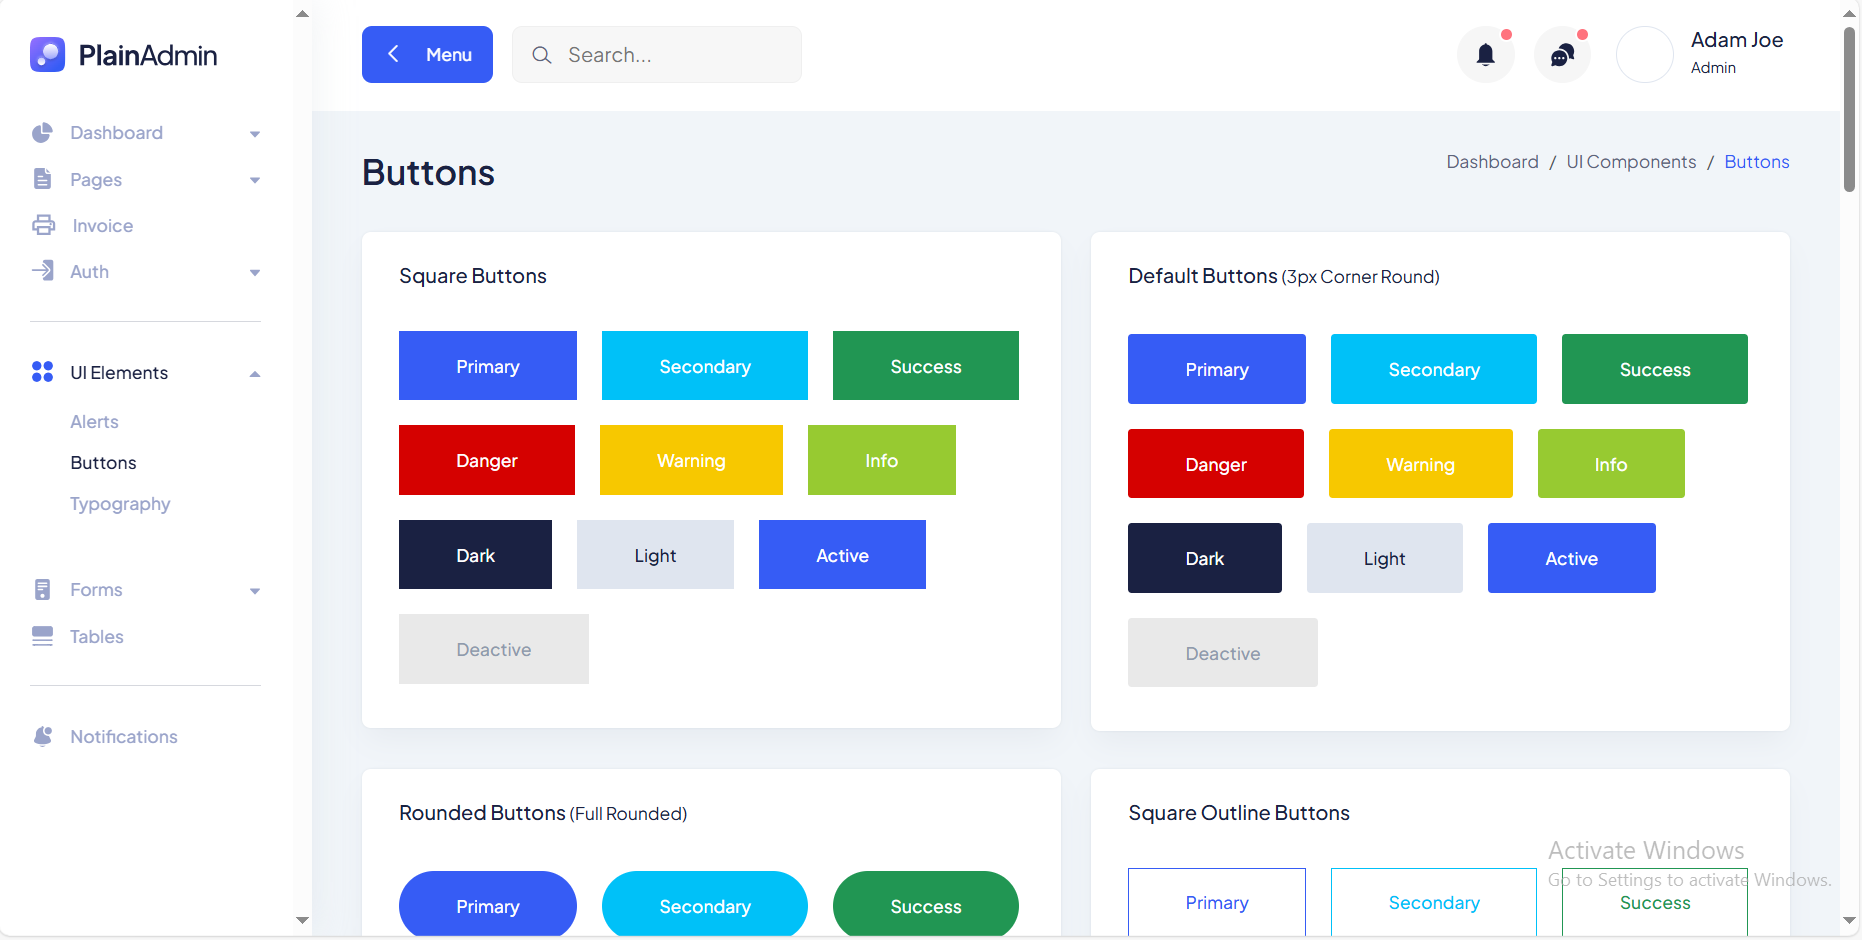 PlainAdmin
Dashboard
Pages
Invoice
Auth
UI Elements
Alerts
Buttons
Typography
Forms
Tables
Notifications
Menu
Search...
Adam Joe
Admin
Buttons
Dashboard / UI Components / Buttons
Square Buttons
Primary Secondary Success
Danger Warning Info
Dark Light Active
Deactive
Default Buttons (3px Corner Round)
Primary Secondary Success
Danger Warning Info
Dark Light Active
Deactive
Rounded Buttons (Full Rounded)
Primary Secondary Success
Square Outline Buttons
Primary Secondary Success
Activate Windows
Go to Settings to activate Windows.